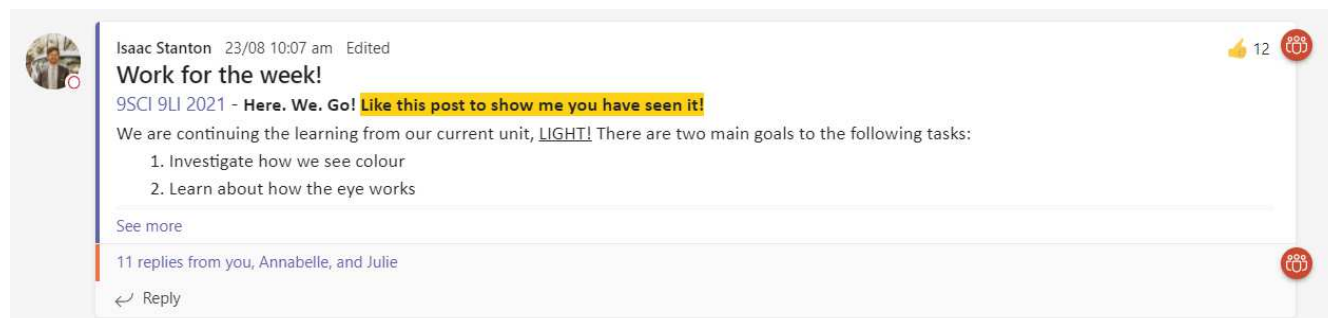 Isaac Stanton 23/08 10:07 am Edited
12
Work for the week!
9SCI 9LI 2021 - Here. We. Go! Like this post to show me you have seen it!
We are continuing the learning from our current unit, LIGHT! There are two main goals to the following tasks:
1. Investigate how we see colour
2. Learn about how the eye works
See more
11 replies from you, Annabelle, and Julie
Reply